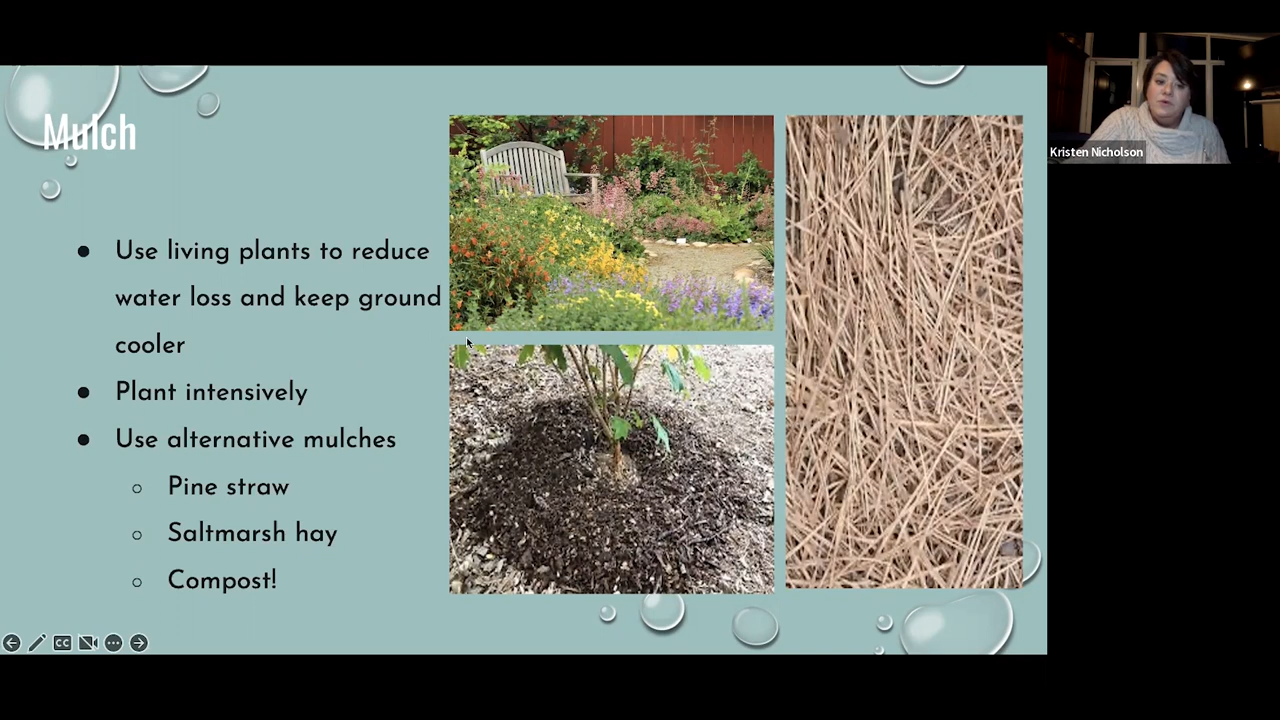 Mulch
● Use living plants to reduce
water loss and keep ground
cooler
● Plant intensively
● Use alternative mulches
○ Pine straw
○ Saltmarsh hay
○ Compost!
Kristen Nicholson
CC